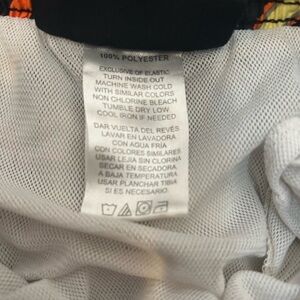 100% POLYESTER
EXCLUSIVE OF ELASTIC
TURN INSIDE OUT
MACHINE WASH COLD
WITH SIMILAR COLORS
NON CHLORINE BLEACH
TUMBLE DRY LOW
COOL IRON IF NEEDED
DAR VUELTA DEL REVÉS
LAVAR EN LAVADORA
CON AGUA FRÍA
CON COLORES SIMILARES
USAR LEJIA SIN CLORINA
SECAR EN SECADORA
A BAJA TEMPERATURA
USAR PLANCHAR TIBIA
SI ES NECESARIO